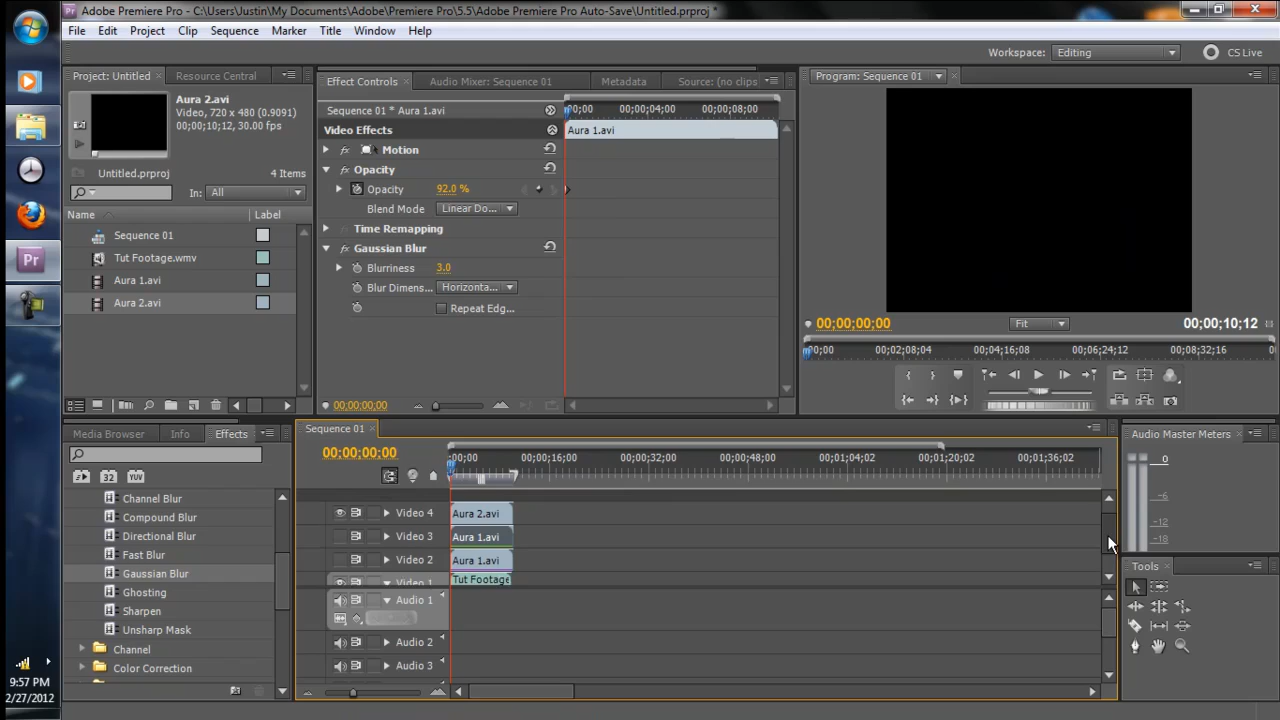 Adobe Premiere Pro - C:\Users\Justin\My Documents\Adobe\Premiere Pro\5.5\Adobe Premiere Pro Auto-Save\Untitled.prproj *
File Edit Project Clip Sequence Marker Title Window Help
Workspace: Editing CS Live
Project: Untitled Resource Central
Aura 2.avi
Video, 720 x 480 (0.9091)
00;00;10;12, 30.00 fps
Untitled.prproj 4 Items
In: All
Name Label
Sequence 01
Tut Footage.wmv
Aura 1.avi
Aura 2.avi
Effect Controls Audio Mixer: Sequence 01 Metadata Source: (no clips
Sequence 01 * Aura 1.avi
00;00 00;00;04;00 00;00;08;00
Video Effects Aura 1.avi
Motion
Opacity
Opacity 92.0 %
Blend Mode Linear Do...
Time Remapping
Gaussian Blur
Blurriness 3.0
Blur Dimens... Horizonta...
Repeat Edg...
00;00;00;00
Program: Sequence 01
00;00;00;00 Fit 00;00;10;12
00;00 00;02;08;04 00;04;16;08 00;06;24;12 00;08;32;16 0
Media Browser Info Effects
32 YUV
Channel Blur
Compound Blur
Directional Blur
Fast Blur
Gaussian Blur
Ghosting
Sharpen
Unsharp Mask
Channel
Color Correction
Sequence 01
00;00;00;00
;00;00 00;00;16;00 00;00;32;00 00;00;48;00 00;01;04;02 00;01;20;02 00;01;36;02
Video 4 Aura 2.avi
Video 3 Aura 1.avi
Video 2 Aura 1.avi
Video 1 Tut Footage
Audio 1
Audio 2
Audio 3
Audio Master Meters
0
-6
-12
-18
Tools
9:57 PM
2/27/2012